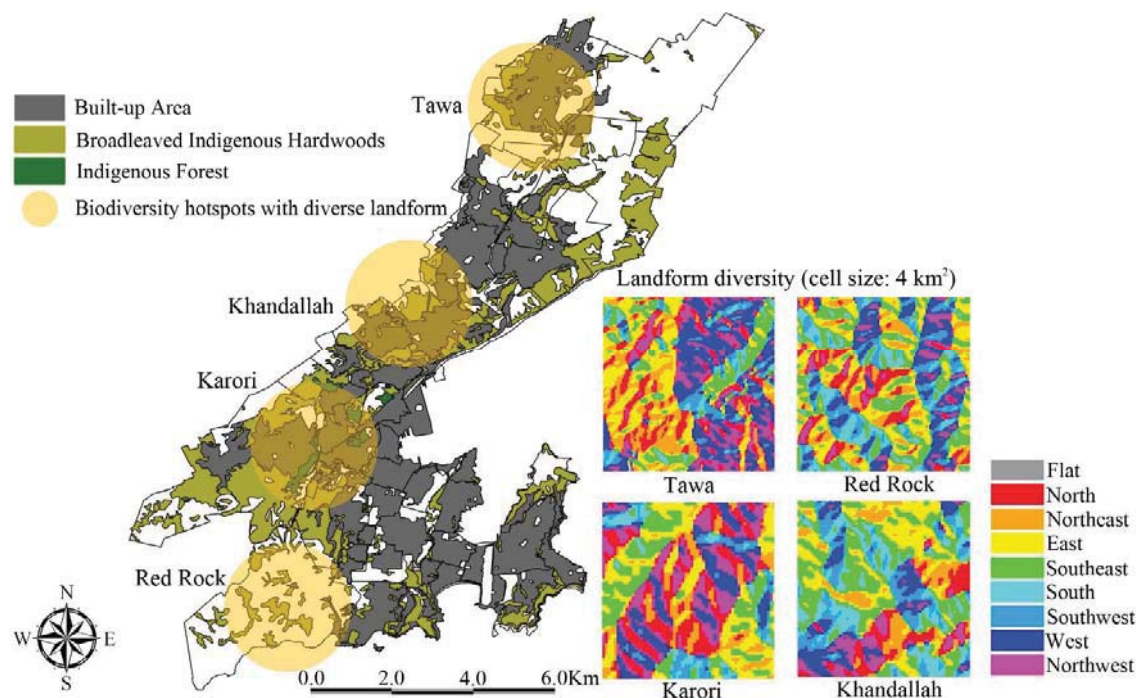 Tawa
Built-up Area
Broadleaved Indigenous Hardwoods
Indigenous Forest
Biodiversity hotspots with diverse landform
Khandallah
Karori
Red Rock
Landform diversity (cell size: 4 km²)
Tawa
Red Rock
Karori
Khandallah
Flat
North
Northeast
East
Southeast
South
Southwest
West
Northwest
N
W E
S
0.0 2.0 4.0 6.0Km